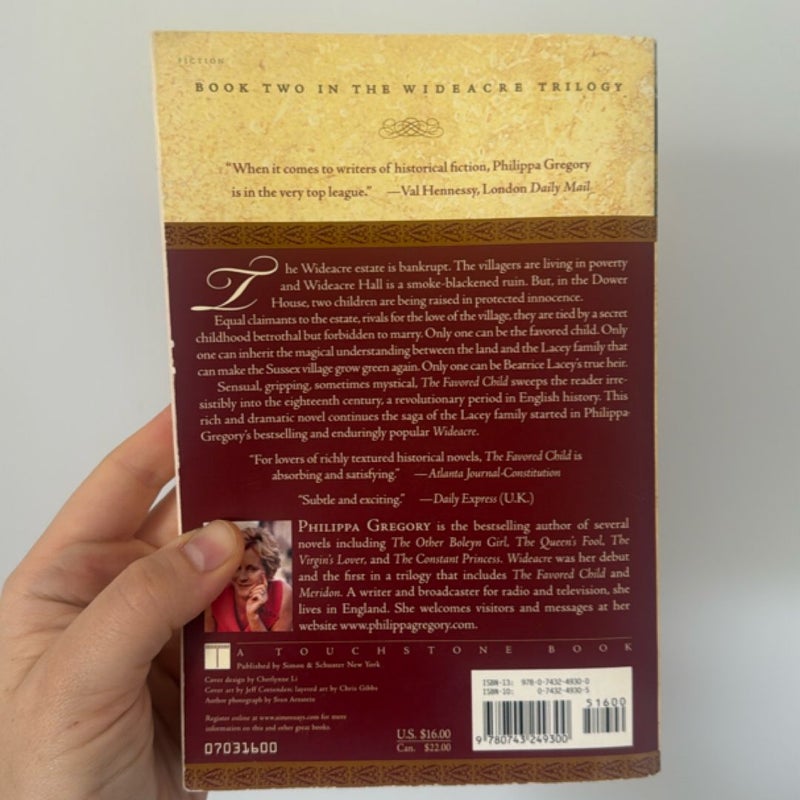 FICTION
BOOK TWO IN THE WIDEACRE TRILOGY
“When it comes to writers of historical fiction, Philippa Gregory
is in the very top league.” —Val Hennessy, London Daily Mail
The Wideacre estate is bankrupt. The villagers are living in poverty
and Wideacre Hall is a smoke-blackened ruin. But, in the Dower
House, two children are being raised in protected innocence.
Equal claimants to the estate, rivals for the love of the village, they are tied by a secret
childhood betrothal but forbidden to marry. Only one can be the favored child. Only
one can inherit the magical understanding between the land and the Lacey family that
can make the Sussex village grow green again. Only one can be Beatrice Lacey's true heir.
Sensual, gripping, sometimes mystical, The Favored Child sweeps the reader irre-
sistibly into the eighteenth century, a revolutionary period in English history. This
rich and dramatic novel continues the saga of the Lacey family started in Philippa
Gregory's bestselling and enduringly popular Wideacre.
“For lovers of richly textured historical novels, The Favored Child is
absorbing and satisfying.” —Atlanta Journal-Constitution
“Subtle and exciting.” —Daily Express (U.K.)
PHILIPPA GREGORY is the bestselling author of several
novels including The Other Boleyn Girl, The Queen's Fool, The
Virgin's Lover, and The Constant Princess. Wideacre was her debut
and the first in a trilogy that includes The Favored Child and
Meridon. A writer and broadcaster for radio and television, she
lives in England. She welcomes visitors and messages at her
website www.philippagregory.com.
A TOUCHSTONE BOOK
Published by Simon & Schuster New York
Cover design by Cherlynne Li
Cover art by Jeff Cottenden; layered art by Chris Gibbs
Author photograph by Sven Arnstein
Register online at www.simonsays.com for more
information on this and other great books.
07031600
U.S. $16.00
Can. $22.00
ISBN-13: 978-0-7432-4930-0
ISBN-10: 0-7432-4930-5
51600
9 780743 249300